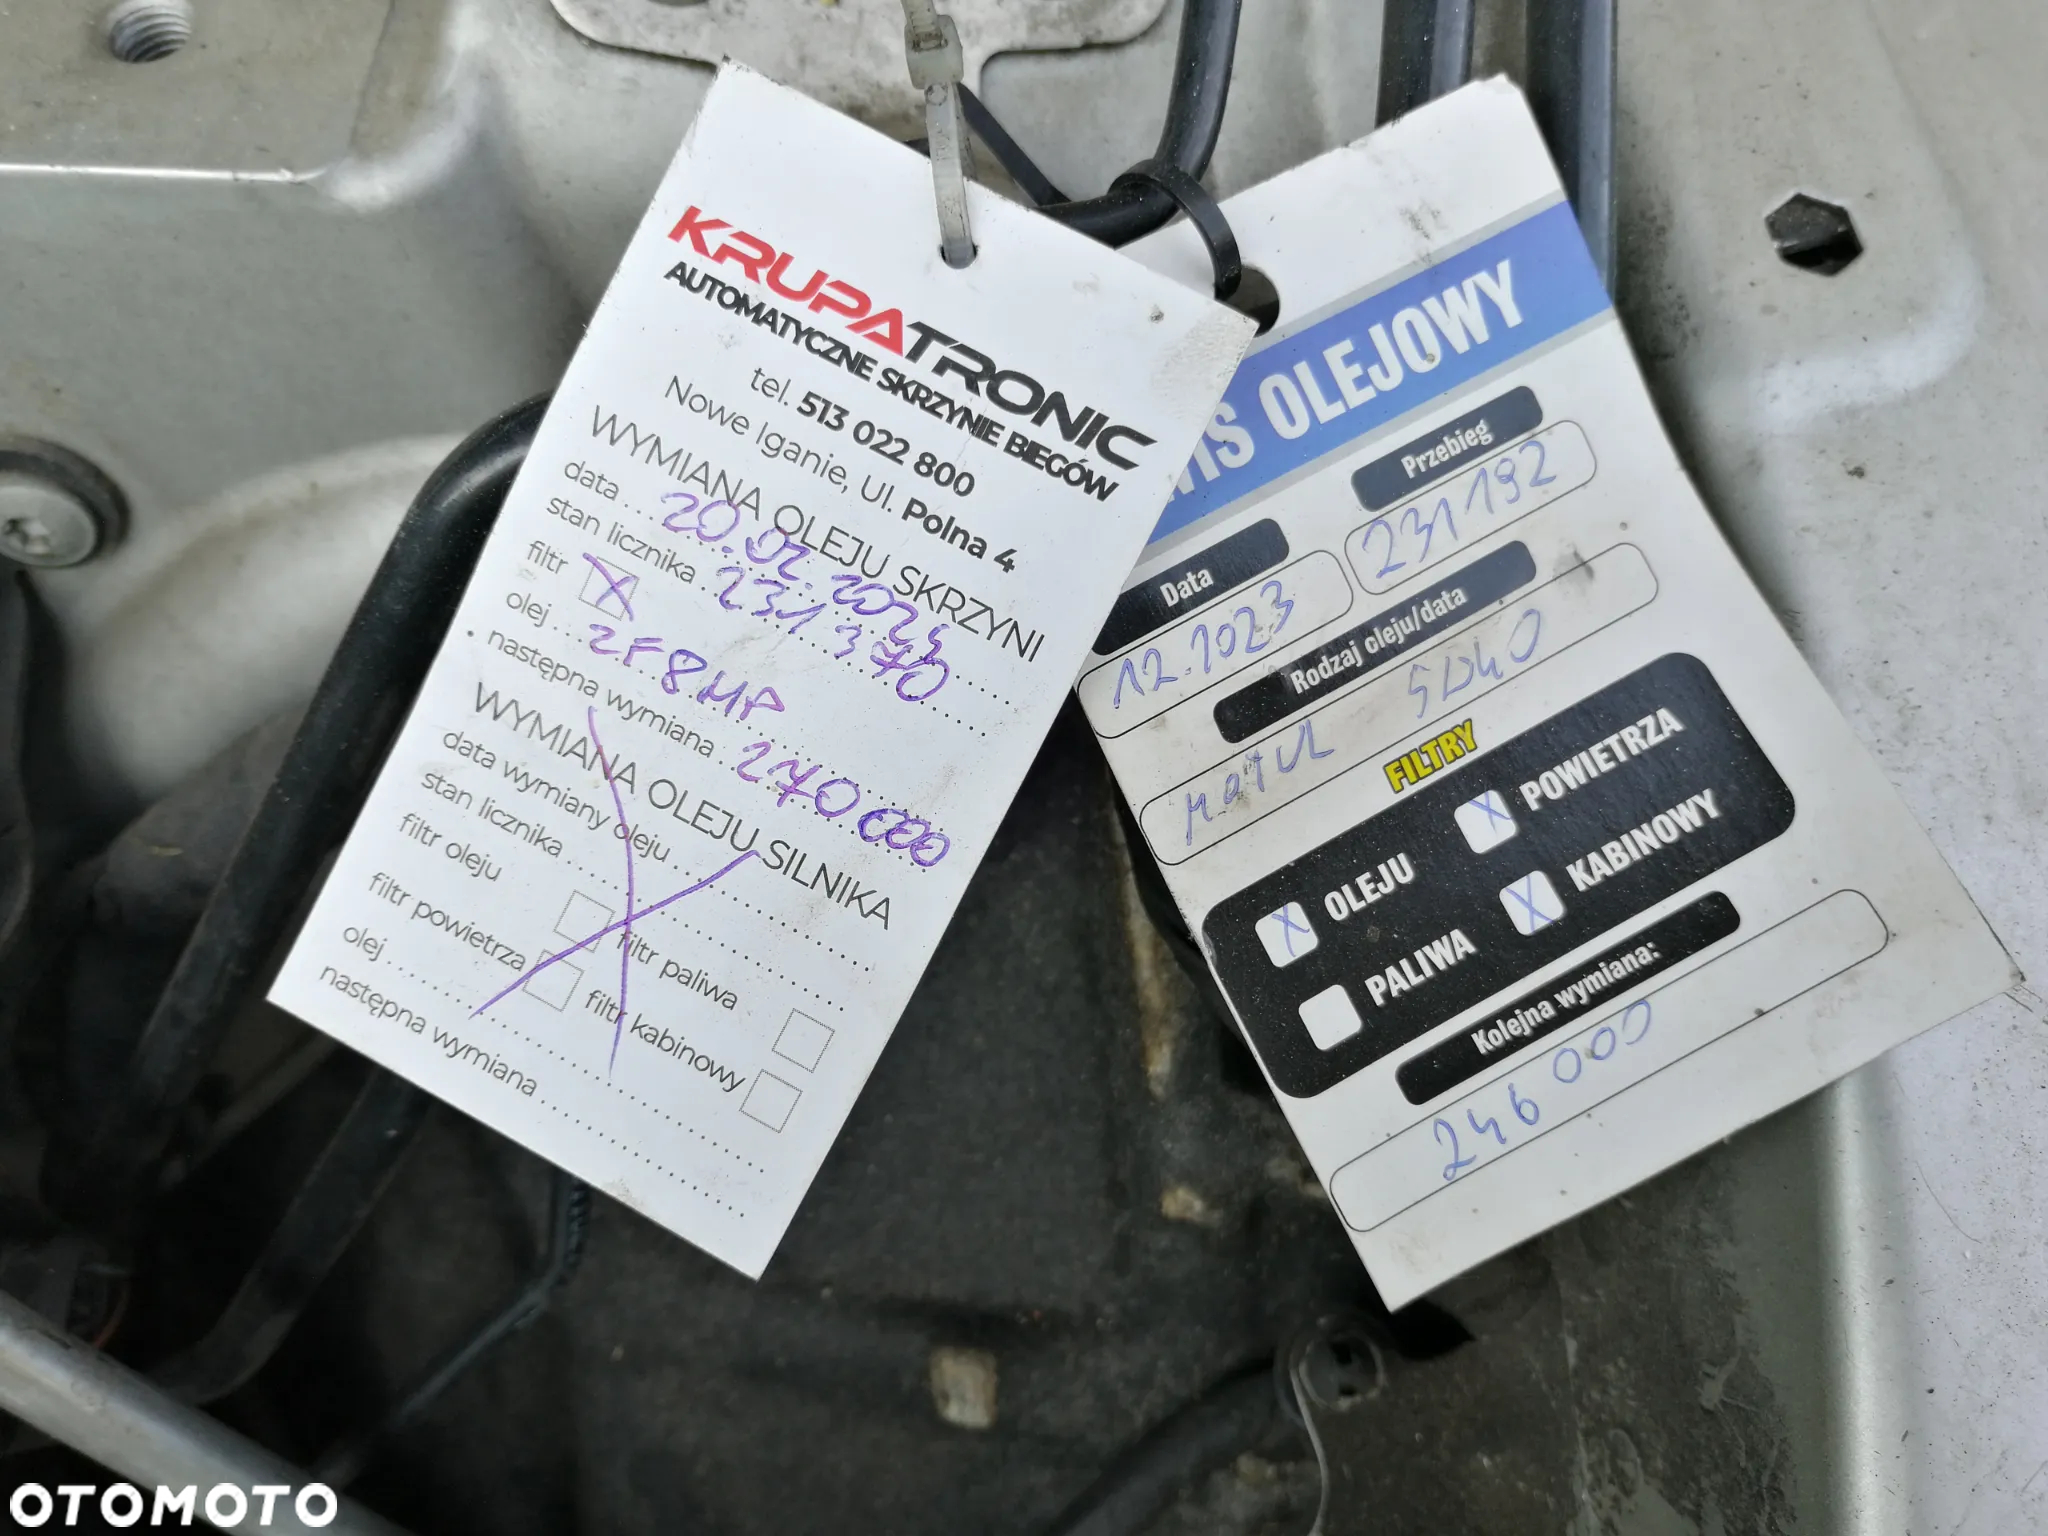 KRUPATRONIC
AUTOMATYCZNE SKRZYNIE BIEGÓW
tel. 513 022 800
Nowe Iganie, Ul. Polna 4
WYMIANA OLEJU SKRZYNI
data 20.02.2024
stan licznika 231 370
filtr X
olej ZF8HP
następna wymiana 270 000
WYMIANA OLEJU SILNIKA
data wymiany oleju
stan licznika
filtr oleju
filtr paliwa
filtr powietrza
filtr kabinowy
olej
następna wymiana
WIS OLEJOWY
Data
Przebieg
12.2023
231192
Rodzaj oleju/data
MOTUL 5W40
FILTRY
X OLEJU
X POWIETRZA
PALIWA
X KABINOWY
Kolejna wymiana:
246 000
OTOMOTO